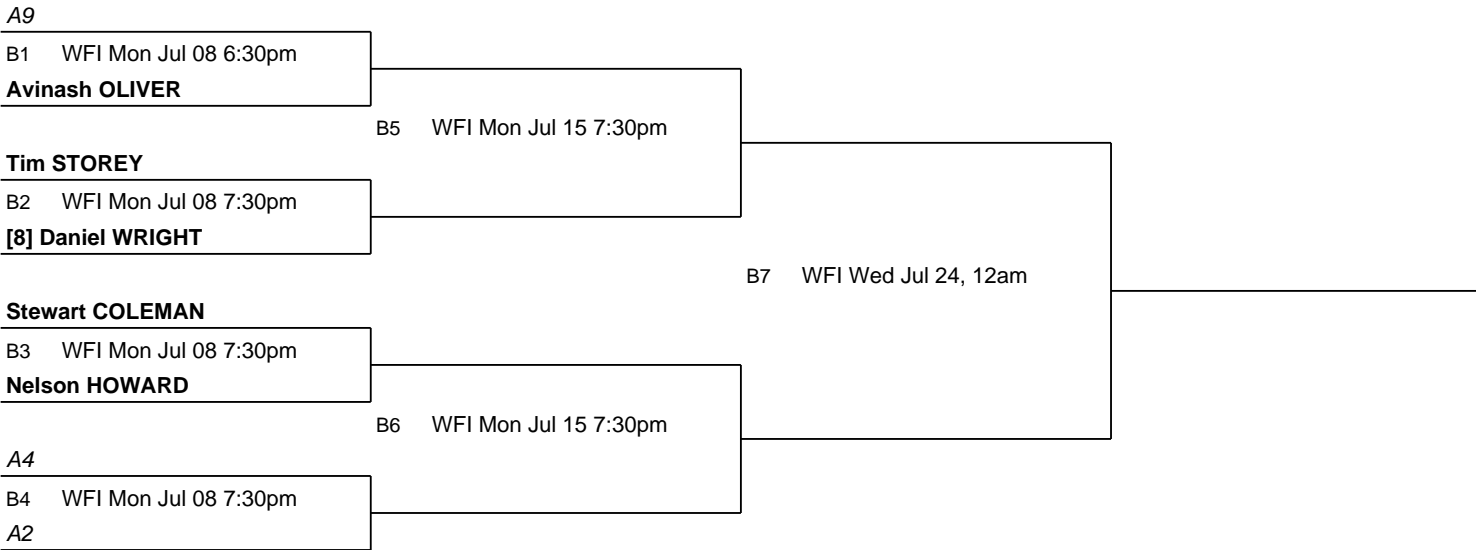 A9
B1 WFI Mon Jul 08 6:30pm
Avinash OLIVER
B5 WFI Mon Jul 15 7:30pm
Tim STOREY
B2 WFI Mon Jul 08 7:30pm
[8] Daniel WRIGHT
B7 WFI Wed Jul 24, 12am
Stewart COLEMAN
B3 WFI Mon Jul 08 7:30pm
Nelson HOWARD
B6 WFI Mon Jul 15 7:30pm
A4
B4 WFI Mon Jul 08 7:30pm
A2